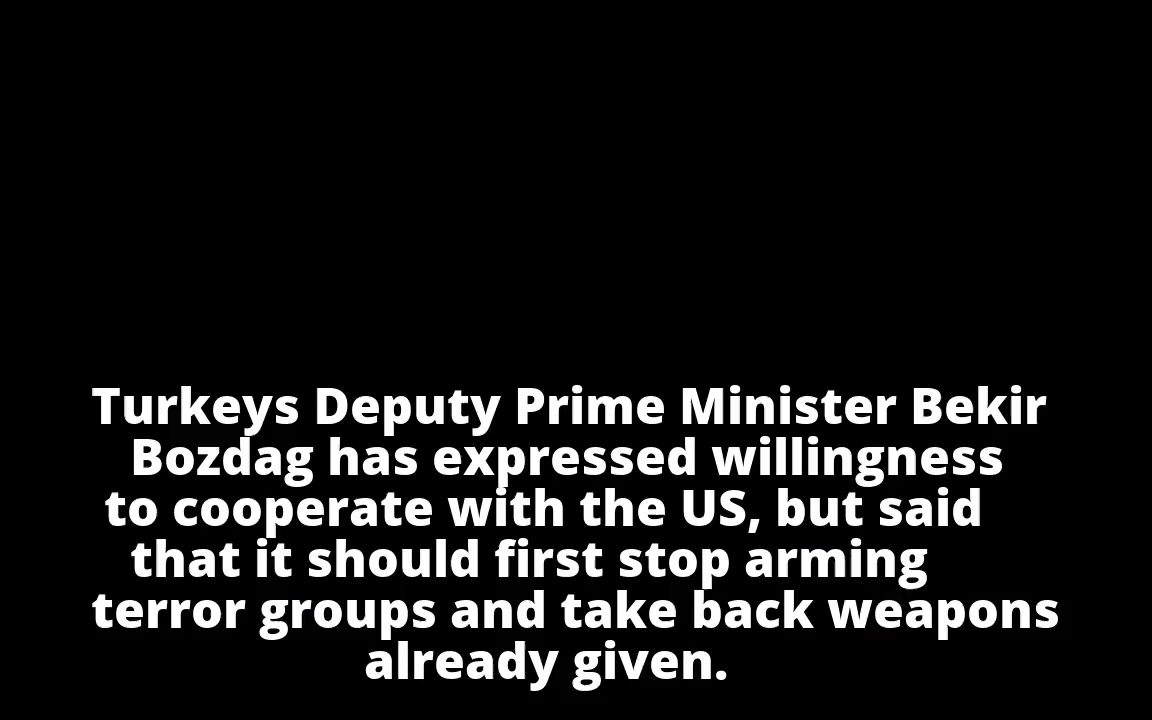 Turkeys Deputy Prime Minister Bekir
Bozdag has expressed willingness
to cooperate with the US, but said
that it should first stop arming
terror groups and take back weapons
already given.